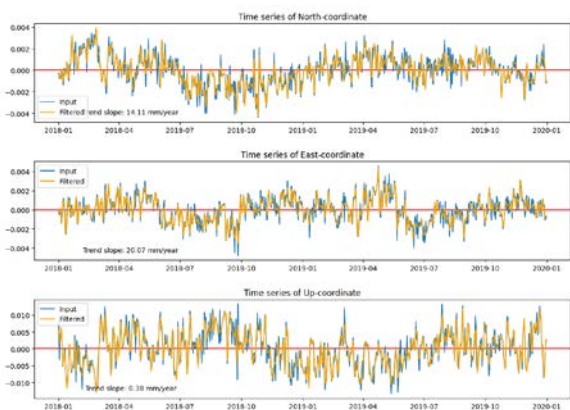 Time series of North-coordinate
0.004
0.002
0.000
−0.002
−0.004
Input
Filtered
Trend slope: 14.11 mm/year
2018-01 2018-04 2018-07 2018-10 2019-01 2019-04 2019-07 2019-10 2020-01
Time series of East-coordinate
0.004
0.002
0.000
−0.002
−0.004
Input
Filtered
Trend slope: 20.07 mm/year
2018-01 2018-04 2018-07 2018-10 2019-01 2019-04 2019-07 2019-10 2020-01
Time series of Up-coordinate
0.010
0.005
0.000
−0.005
−0.010
Input
Filtered
Trend slope: 0.38 mm/year
2018-01 2018-04 2018-07 2018-10 2019-01 2019-04 2019-07 2019-10 2020-01